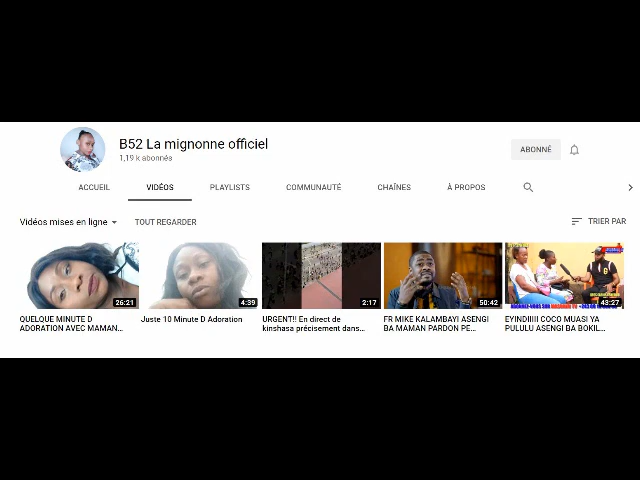 B52 La mignonne officiel
1,19 k abonnés
ABONNÉ
ACCUEIL VIDÉOS PLAYLISTS COMMUNAUTÉ CHAÎNES À PROPOS
Vidéos mises en ligne TOUT REGARDER TRIER PAR
26:21 4:39 2:17 50:42 43:27
QUELQUE MINUTE D
ADORATION AVEC MAMAN...
Juste 10 Minute D Adoration
URGENT!! En direct de
kinshasa précisement dans...
FR MIKE KALAMBAYI ASENGI
BA MAMAN PARDON PE...
EYINDIIIII COCO MUASI YA
PULULU ASENGI BA BOKIL...